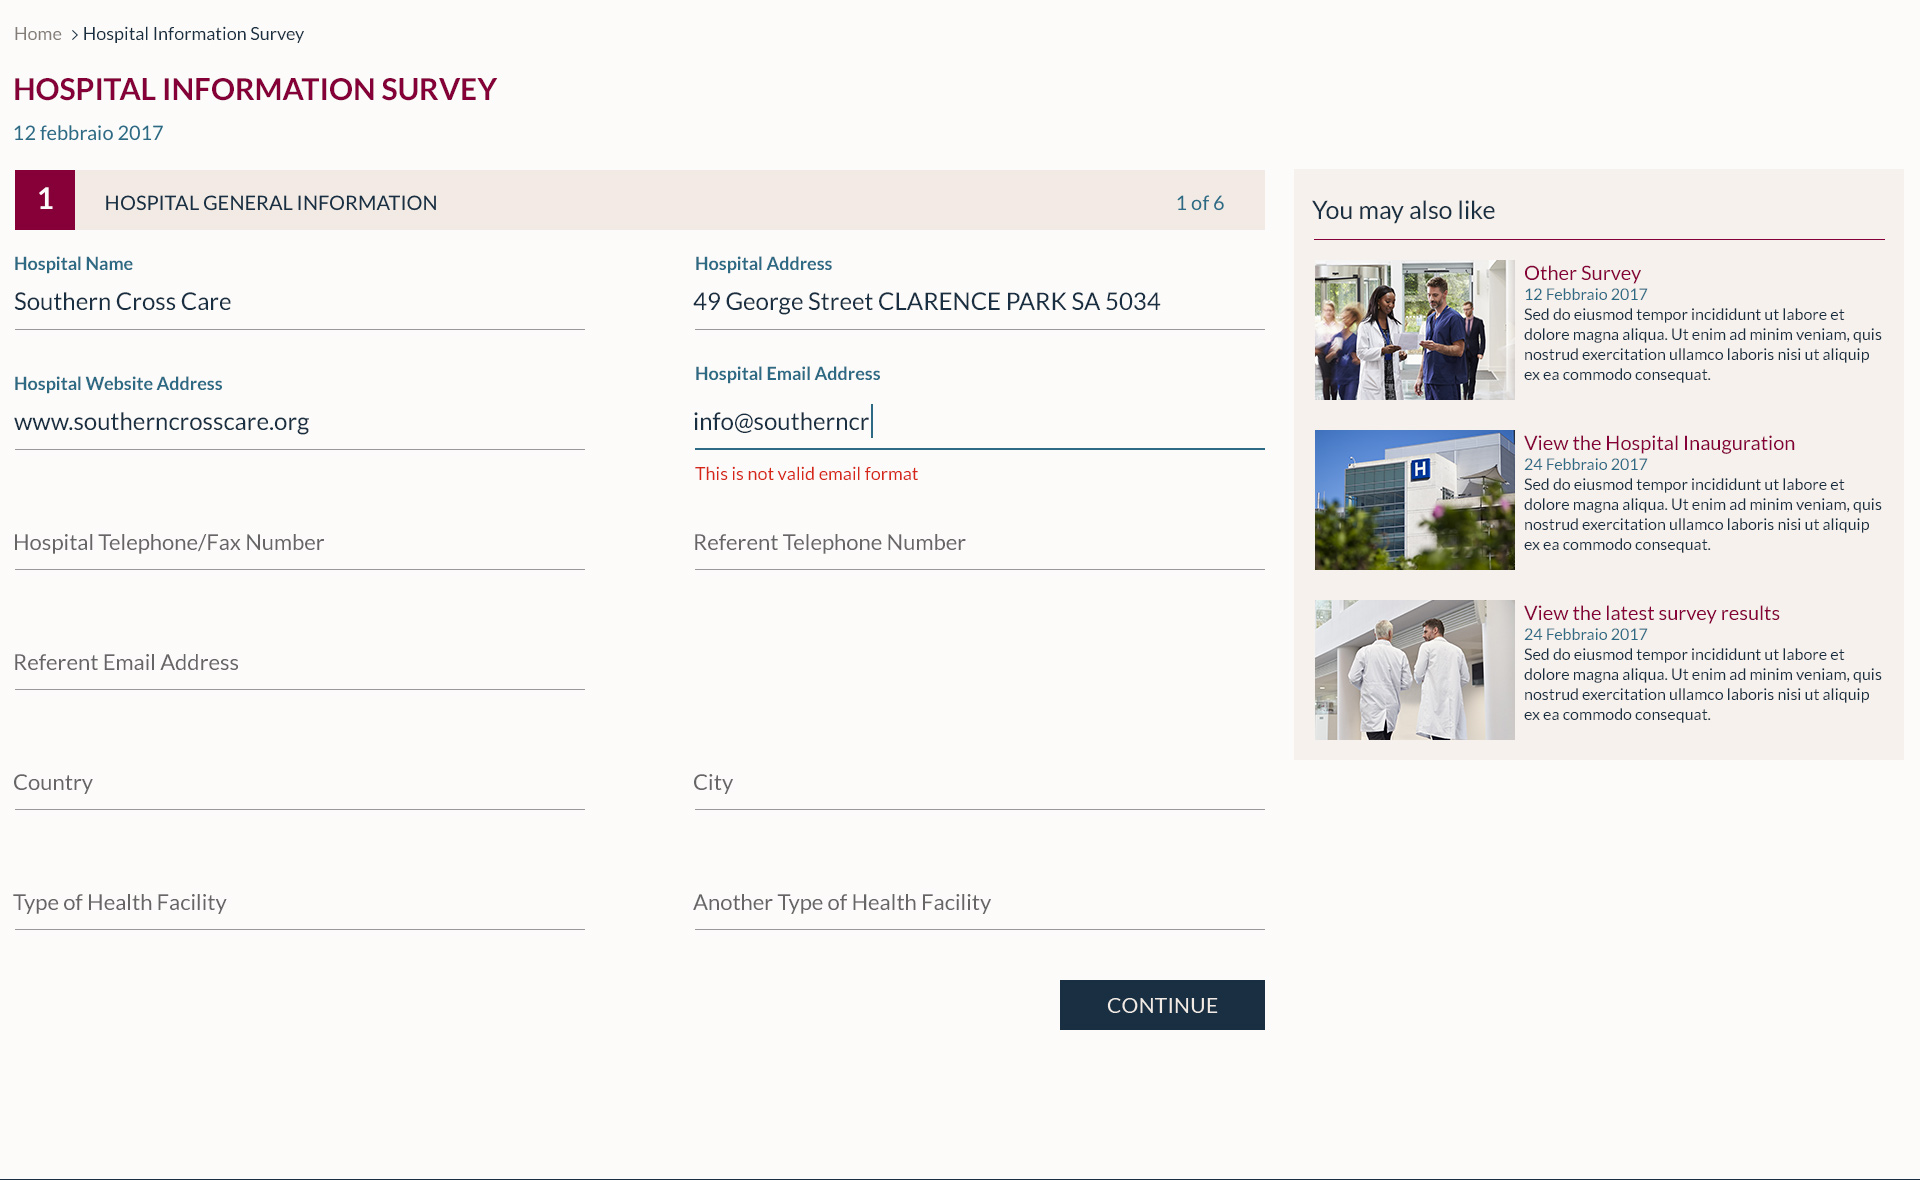 Home > Hospital Information Survey
HOSPITAL INFORMATION SURVEY
12 febbraio 2017
1 HOSPITAL GENERAL INFORMATION 1 of 6
Hospital Name
Southern Cross Care
Hospital Address
49 George Street CLARENCE PARK SA 5034
Hospital Website Address
www.southerncrosscare.org
Hospital Email Address
info@southerncr
This is not valid email format
Hospital Telephone/Fax Number
Referent Telephone Number
Referent Email Address
Country
City
Type of Health Facility
Another Type of Health Facility
CONTINUE
You may also like
Other Survey
12 Febbraio 2017
Sed do eiusmod tempor incididunt ut labore et
dolore magna aliqua. Ut enim ad minim veniam, quis
nostrud exercitation ullamco laboris nisi ut aliquip
ex ea commodo consequat.
H
View the Hospital Inauguration
24 Febbraio 2017
Sed do eiusmod tempor incididunt ut labore et
dolore magna aliqua. Ut enim ad minim veniam, quis
nostrud exercitation ullamco laboris nisi ut aliquip
ex ea commodo consequat.
View the latest survey results
24 Febbraio 2017
Sed do eiusmod tempor incididunt ut labore et
dolore magna aliqua. Ut enim ad minim veniam, quis
nostrud exercitation ullamco laboris nisi ut aliquip
ex ea commodo consequat.